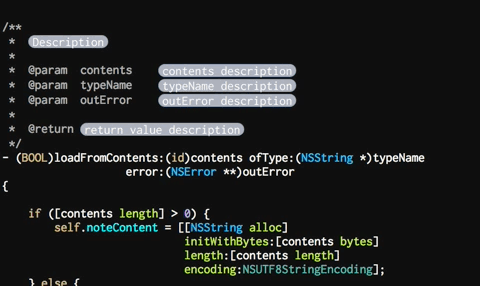 /**
 *  Description
 *
 *  @param  contents    contents description
 *  @param  typeName    typeName description
 *  @param  outError    outError description
 *
 *  @return return value description
 */
- (BOOL)loadFromContents:(id)contents ofType:(NSString *)typeName
                   error:(NSError **)outError
{
    if ([contents length] > 0) {
        self.noteContent = [[NSString alloc]
                            initWithBytes:[contents bytes]
                            length:[contents length]
                            encoding:NSUTF8StringEncoding];
    } else {